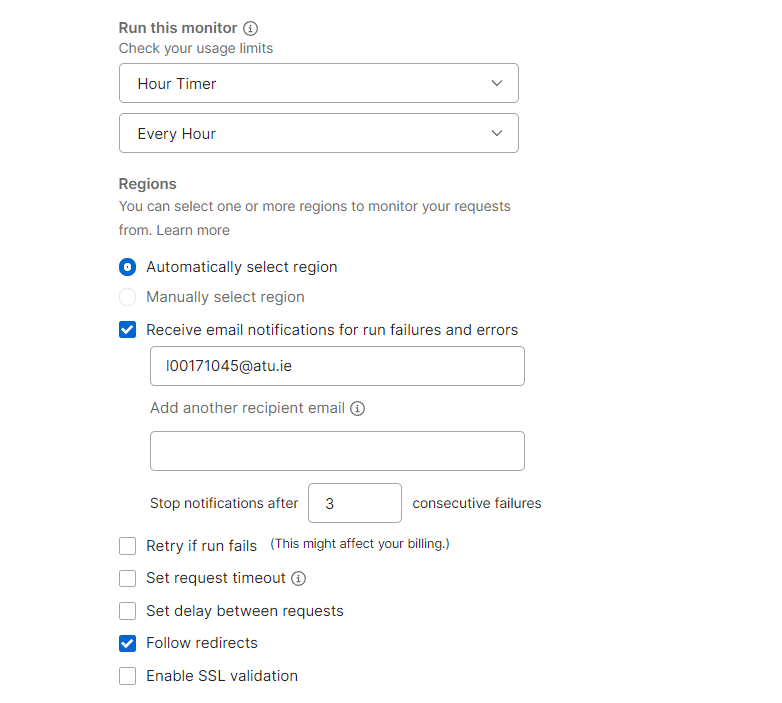 Run this monitor
Check your usage limits
Hour Timer
Every Hour
Regions
You can select one or more regions to monitor your requests
from. Learn more
Automatically select region
Manually select region
Receive email notifications for run failures and errors
l00171045@atu.ie
Add another recipient email
Stop notifications after 3 consecutive failures
Retry if run fails (This might affect your billing.)
Set request timeout
Set delay between requests
Follow redirects
Enable SSL validation